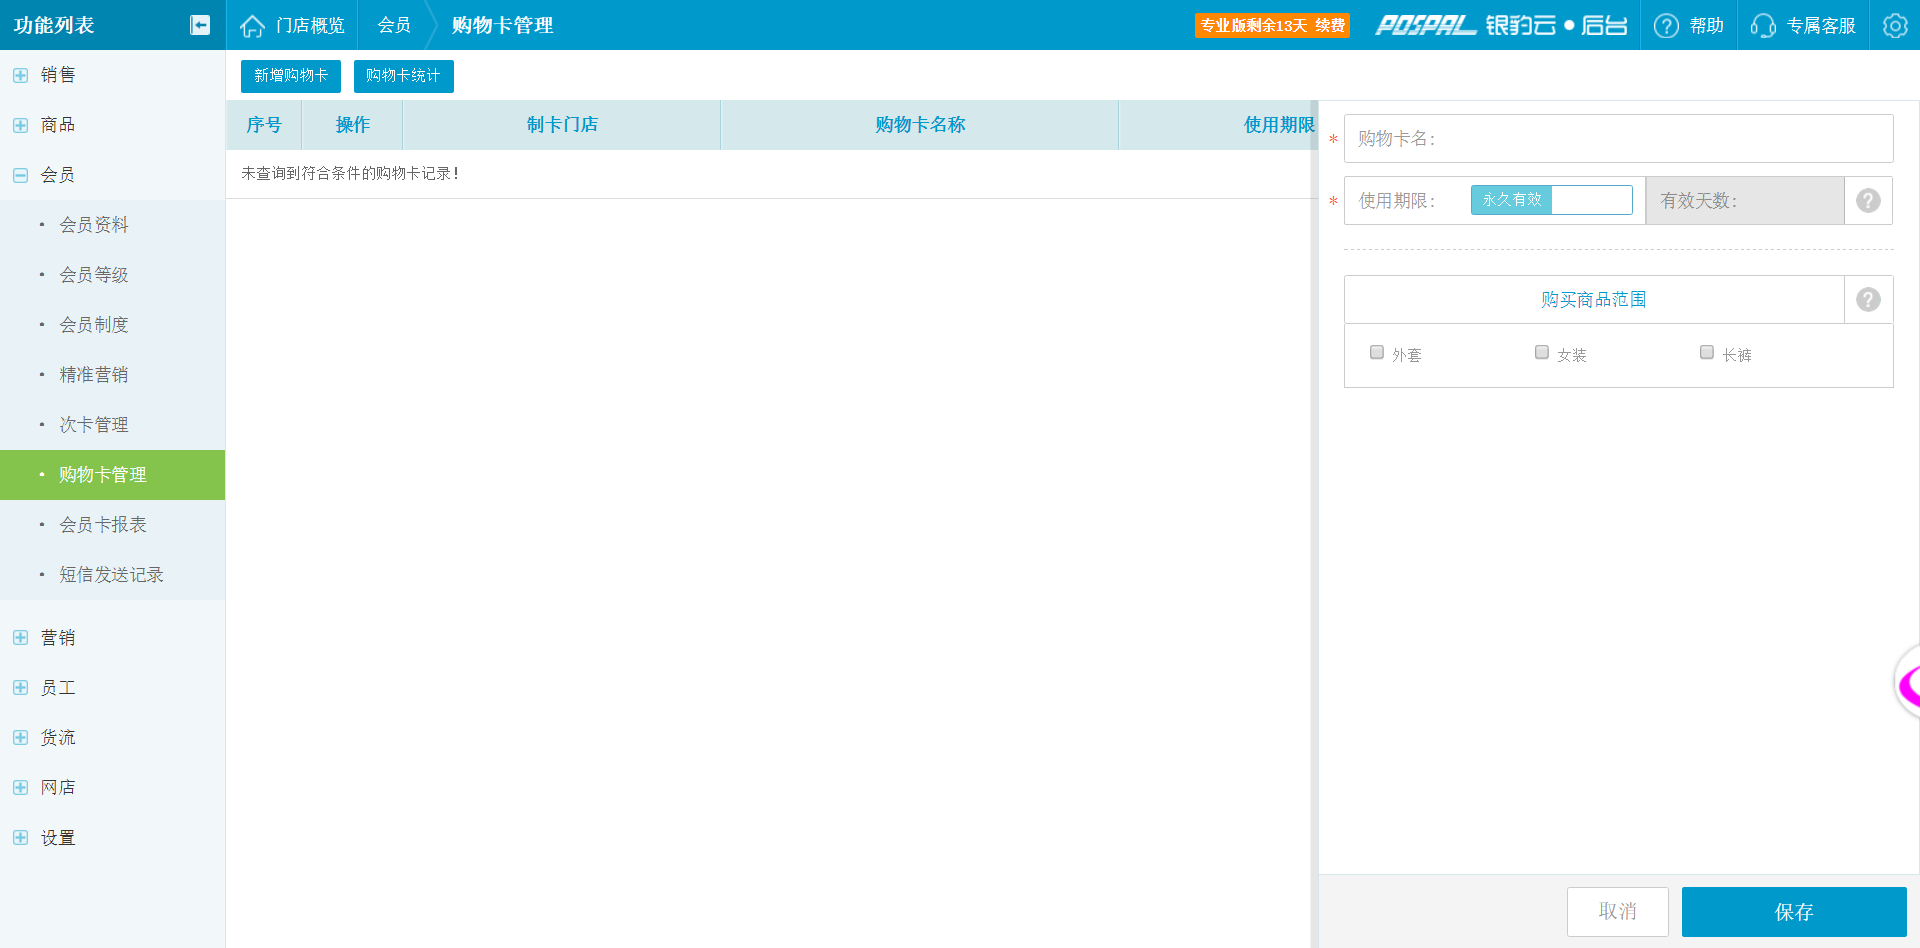 功能列表
门店概览
会员
购物卡管理
专业版剩余13天 续费
POSPAL 银豹云●后台
帮助
专属客服
销售
商品
会员
会员资料
会员等级
会员制度
精准营销
次卡管理
购物卡管理
会员卡报表
短信发送记录
营销
员工
货流
网店
设置
新增购物卡
购物卡统计
序号
操作
制卡门店
购物卡名称
使用期限
未查询到符合条件的购物卡记录!
* 购物卡名:
* 使用期限:
永久有效
有效天数:
?
购买商品范围
?
外套
女装
长裤
取消
保存